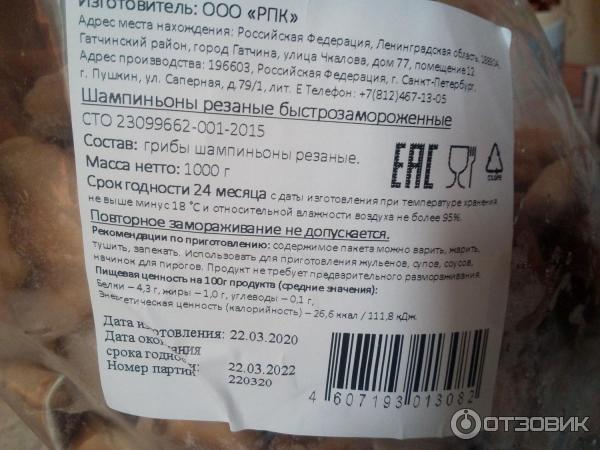 Изготовитель: ООО «РПК»
Адрес места нахождения: Российская Федерация, Ленинградская область, 188304,
Гатчинский район, город Гатчина, улица Чкалова, дом 77, помещение 12
Адрес производства: 196603, Российская Федерация, г. Санкт-Петербург,
г. Пушкин, ул. Саперная, д.79/1, лит. Е Телефон: +7(812)467-13-05
Шампиньоны резаные быстрозамороженные
СТО 23099662-001-2015
Состав: грибы шампиньоны резаные.
Масса нетто: 1000 г
EAC
Срок годности 24 месяца с даты изготовления при температуре хранения
не выше минус 18 °С и относительной влажности воздуха не более 95%.
Повторное замораживание не допускается.
Рекомендации по приготовлению: содержимое пакета можно варить, жарить,
тушить, запекать. Использовать для приготовления жульенов, супов, соусов,
начинок для пирогов. Продукт не требует предварительного размораживания.
Пищевая ценность на 100г продукта (средние значения):
Белки – 4,3 г, жиры – 1,0 г, углеводы – 0,1 г,
Энергетическая ценность (калорийность) – 26,6 ккал / 111,8 кДж.
Дата изготовления: 22.03.2020
Дата окончания
срока годности 22.03.2022
Номер партии 220320
4 607193 013082
ОТЗОВИК